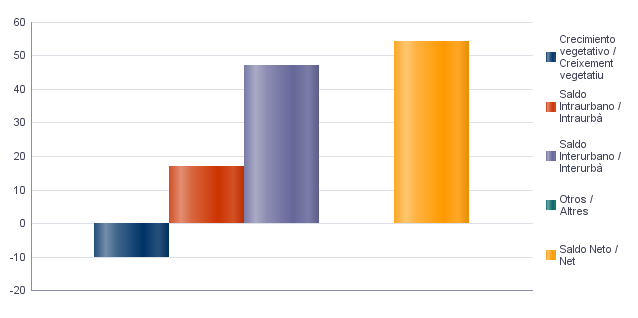 60
50
40
30
20
10
0
-10
-20
Crecimiento
vegetativo /
Creixement
vegetatiu
Saldo
Intraurbano /
Intraurbà
Saldo
Interurbano /
Interurbà
Otros /
Altres
Saldo Neto /
Net